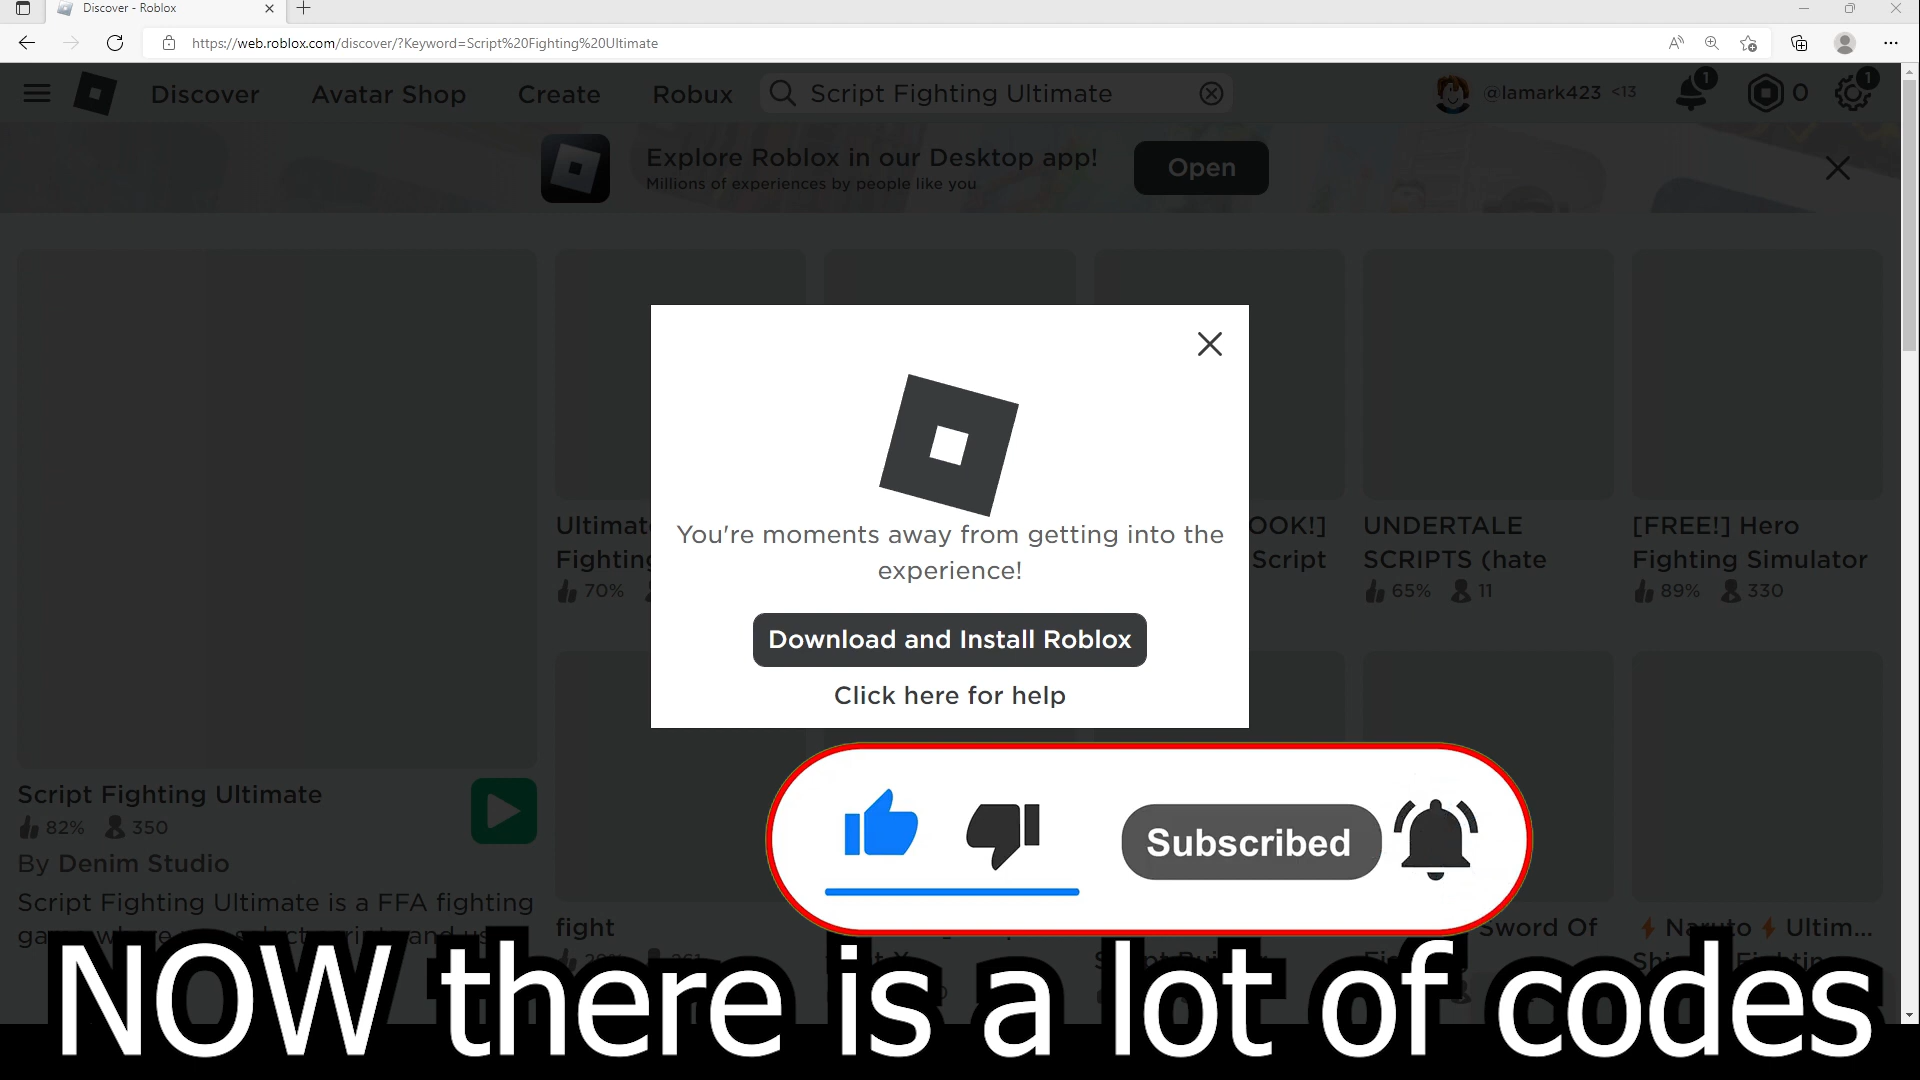 Discover - Roblox
https://web.roblox.com/discover/?Keyword=Script%20Fighting%20Ultimate
Discover
Avatar Shop
Create
Robux
Script Fighting Ultimate
@lamark423 <13
1
0
1
Explore Roblox in our Desktop app!
Millions of experiences by people like you
Open
You're moments away from getting into the
experience!
Download and Install Roblox
Click here for help
Ultimat
Fighting
70%
OOK!]
Script
UNDERTALE
SCRIPTS (hate
65% 11
[FREE!] Hero
Fighting Simulator
89% 330
Script Fighting Ultimate
82% 350
By Denim Studio
Script Fighting Ultimate is a FFA fighting
fight
Sword Of
Naruto Ultim...
Subscribed
NOW there is a lot of codes